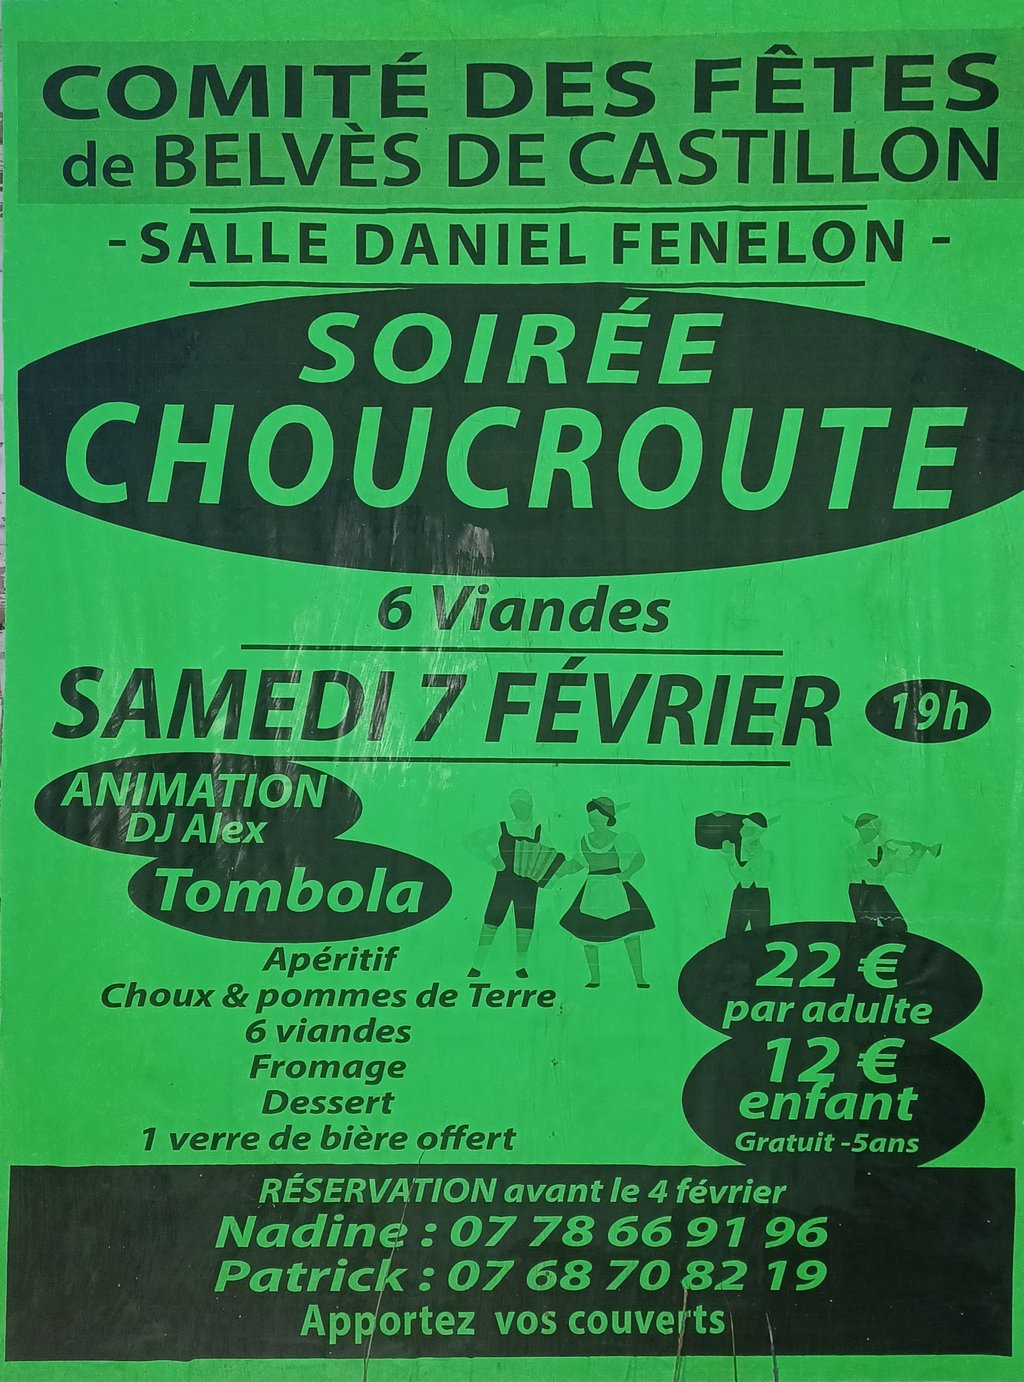 COMITÉ DES FÊTES
de BELVÈS DE CASTILLON
- SALLE DANIEL FENELON -
SOIRÉE
CHOUCROUTE
6 Viandes
SAMEDI 7 FÉVRIER 19h
ANIMATION
DJ Alex
Tombola
Apéritif
Choux & pommes de Terre
6 viandes
Fromage
Dessert
1 verre de bière offert
22 €
par adulte
12 €
enfant
Gratuit -5ans
RÉSERVATION avant le 4 février
Nadine : 07 78 66 91 96
Patrick : 07 68 70 82 19
Apportez vos couverts